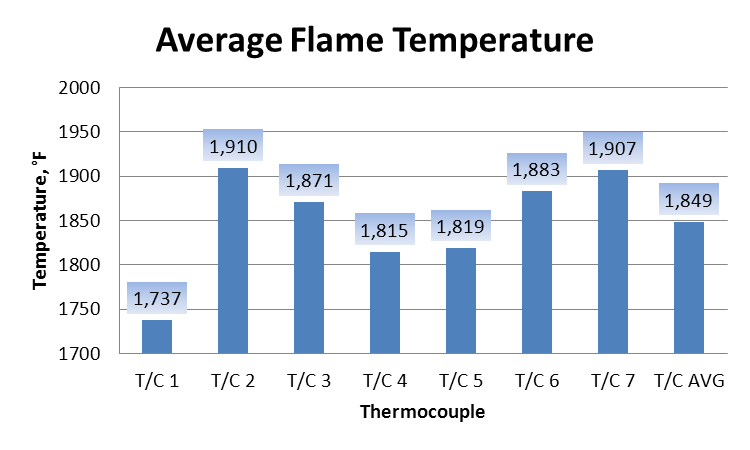 Average Flame Temperature
Temperature, °F
2000
1950
1900
1850
1800
1750
1700
1,737
1,910
1,871
1,815
1,819
1,883
1,907
1,849
T/C 1
T/C 2
T/C 3
T/C 4
T/C 5
T/C 6
T/C 7
T/C AVG
Thermocouple